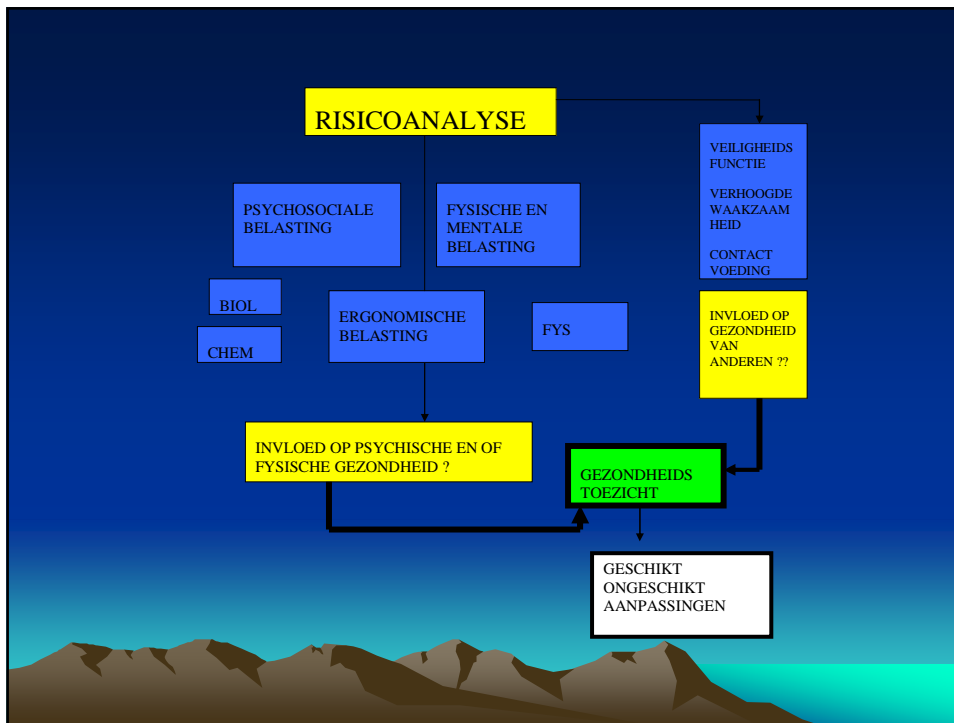 RISICOANALYSE
VEILIGHEIDS
FUNCTIE
VERHOOGDE
WAAKZAAM
HEID
CONTACT
VOEDING
PSYCHOSOCIALE
BELASTING
FYSISCHE EN
MENTALE
BELASTING
BIOL
CHEM
ERGONOMISCHE
BELASTING
FYS
INVLOED OP
GEZONDHEID
VAN
ANDEREN ??
INVLOED OP PSYCHISCHE EN OF
FYSISCHE GEZONDHEID ?
GEZONDHEIDS
TOEZICHT
GESCHIKT
ONGESCHIKT
AANPASSINGEN